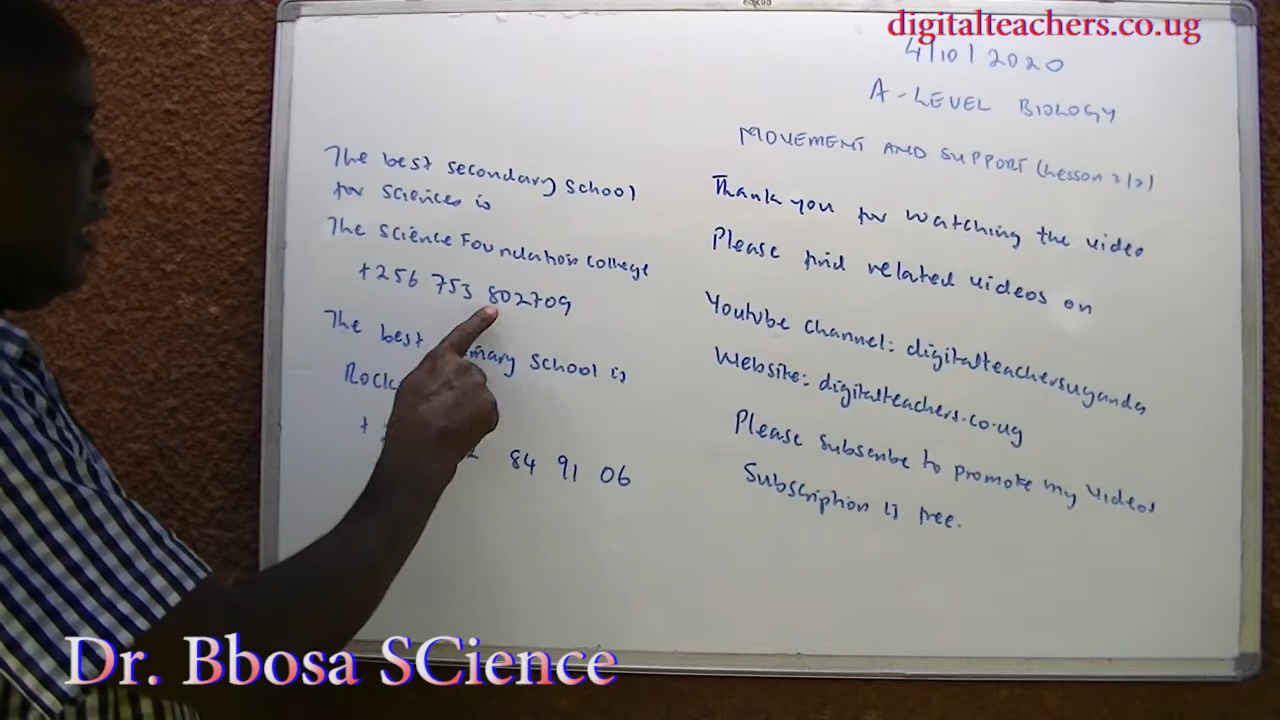 digitalteachers.co.ug
4/10/2020
A-LEVEL BIOLOGY
MOVEMENT AND SUPPORT (Lesson 2/2)
The best secondary school
for sciences is
The Science Foundation College
+256 753 802709
The best primary school is
+
84 91 06
Thank you for watching the video
Please find related videos on
Youtube channel: digitalteachersuganda
Website: digitalteachers.co.ug
Please subscribe to promote my videos
Subscription is free.
Dr. Bbosa SCience